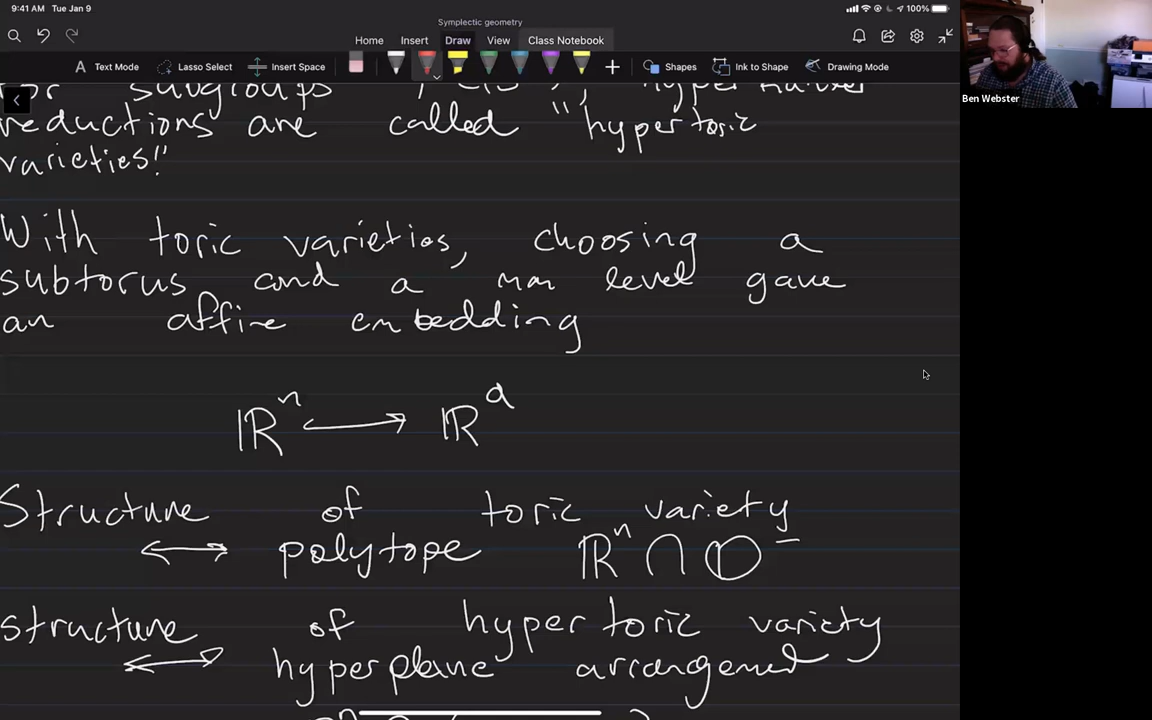 9:41 AM Tue Jan 9
Symplectic geometry
100%
Home Insert Draw View Class Notebook
Text Mode Lasso Select Insert Space Shapes Ink to Shape Drawing Mode
Ben Webster
For subgroups
reductions are called "hypertoric
varieties!"
With toric varieties, choosing a
subtorus and a mm level gave
an affine embedding
ℝⁿ ↪ ℝᵈ
Structure of toric variety
↔ polytope ℝⁿ ∩ 𝕆
structure of hypertoric variety
↔ hyperplane arrangement